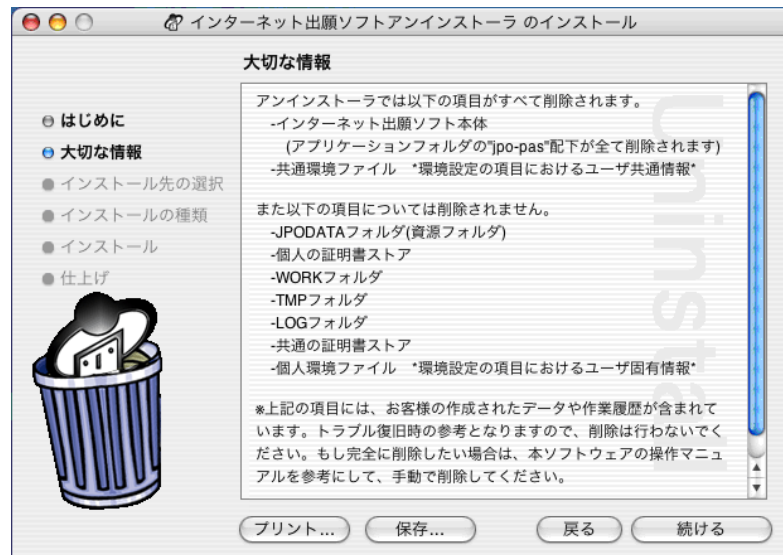 インターネット出願ソフトアンインストーラ のインストール
大切な情報
はじめに
大切な情報
インストール先の選択
インストールの種類
インストール
仕上げ
アンインストーラでは以下の項目がすべて削除されます。
-インターネット出願ソフト本体
(アプリケーションフォルダの"jpo-pas"配下が全て削除されます)
-共通環境ファイル *環境設定の項目におけるユーザ共通情報*
また以下の項目については削除されません。
-JPODATAフォルダ(資源フォルダ)
-個人の証明書ストア
-WORKフォルダ
-TMPフォルダ
-LOGフォルダ
-共通の証明書ストア
-個人環境ファイル *環境設定の項目におけるユーザ固有情報*
※上記の項目には、お客様の作成されたデータや作業履歴が含まれて
います。トラブル復旧時の参考となりますので、削除は行わないでく
ださい。もし完全に削除したい場合は、本ソフトウェアの操作マニュ
アルを参考にして、手動で削除してください。
Uninstall
プリント...
保存...
戻る
続ける